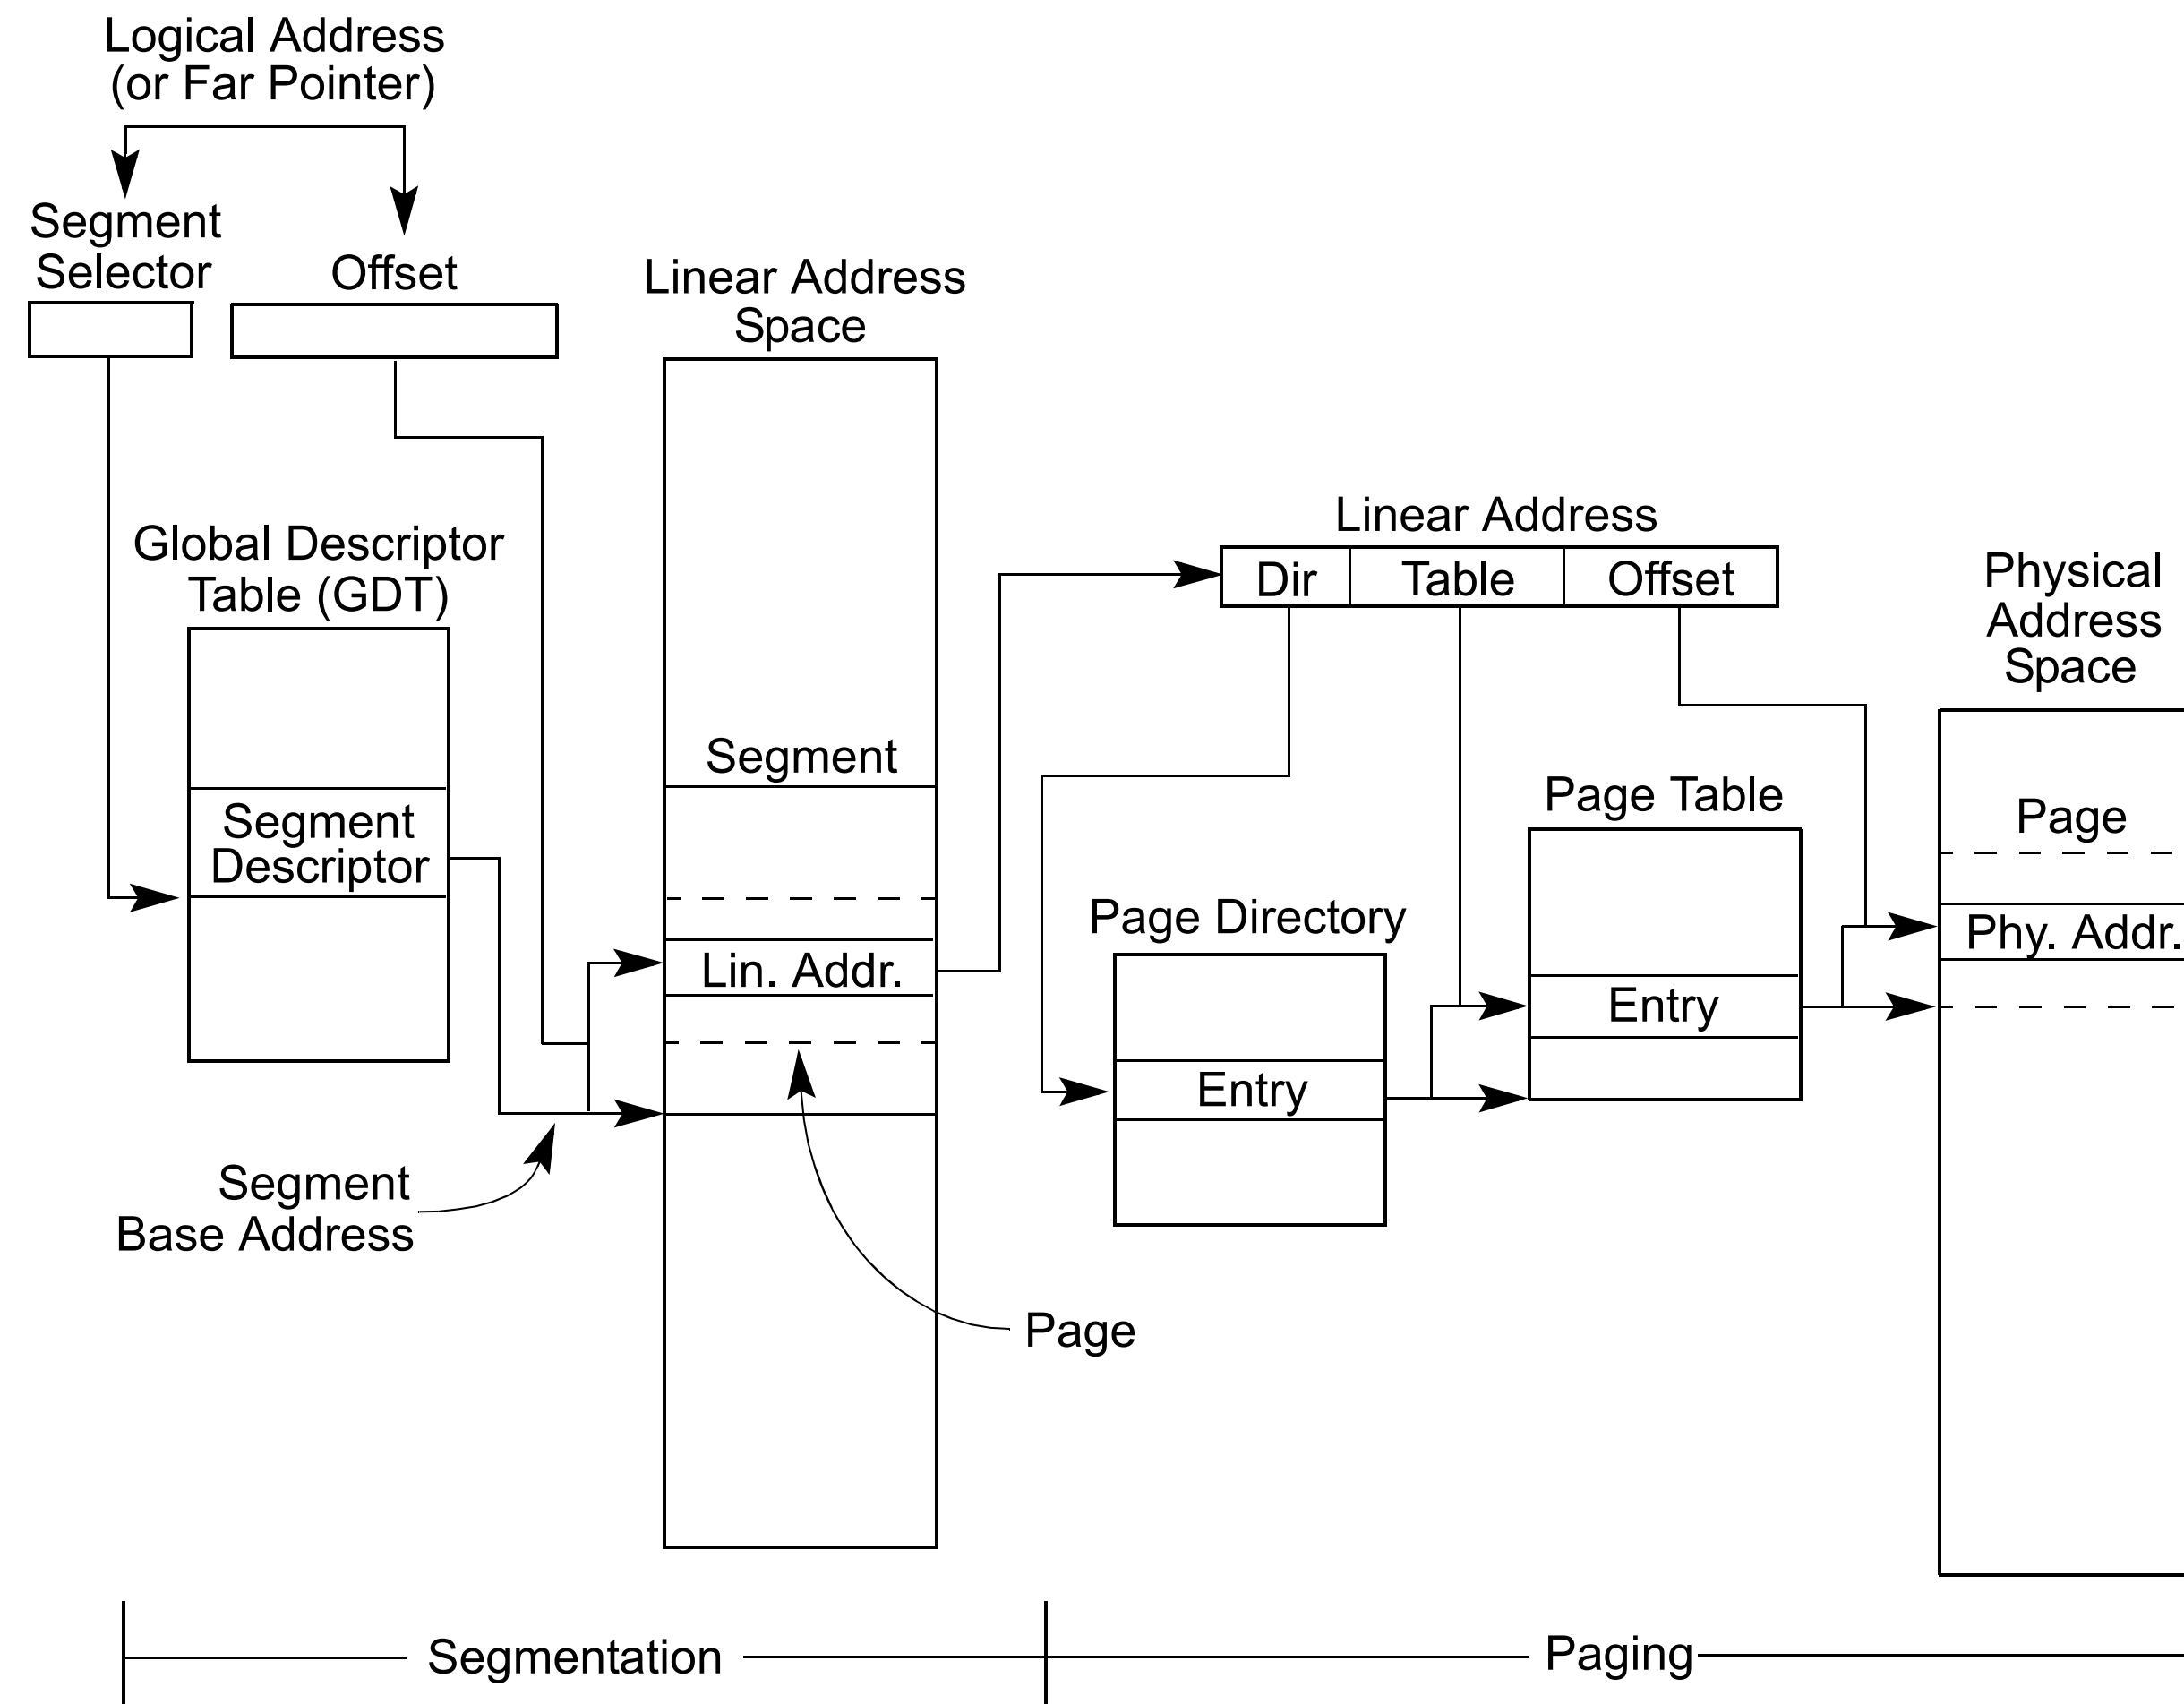 Logical Address
(or Far Pointer)
Segment
Selector
Offset
Linear Address
Space
Global Descriptor
Table (GDT)
Segment
Descriptor
Segment
Lin. Addr.
Segment
Base Address
Page
Linear Address
Dir
Table
Offset
Page Directory
Entry
Page Table
Entry
Physical
Address
Space
Page
Phy. Addr.
Segmentation
Paging